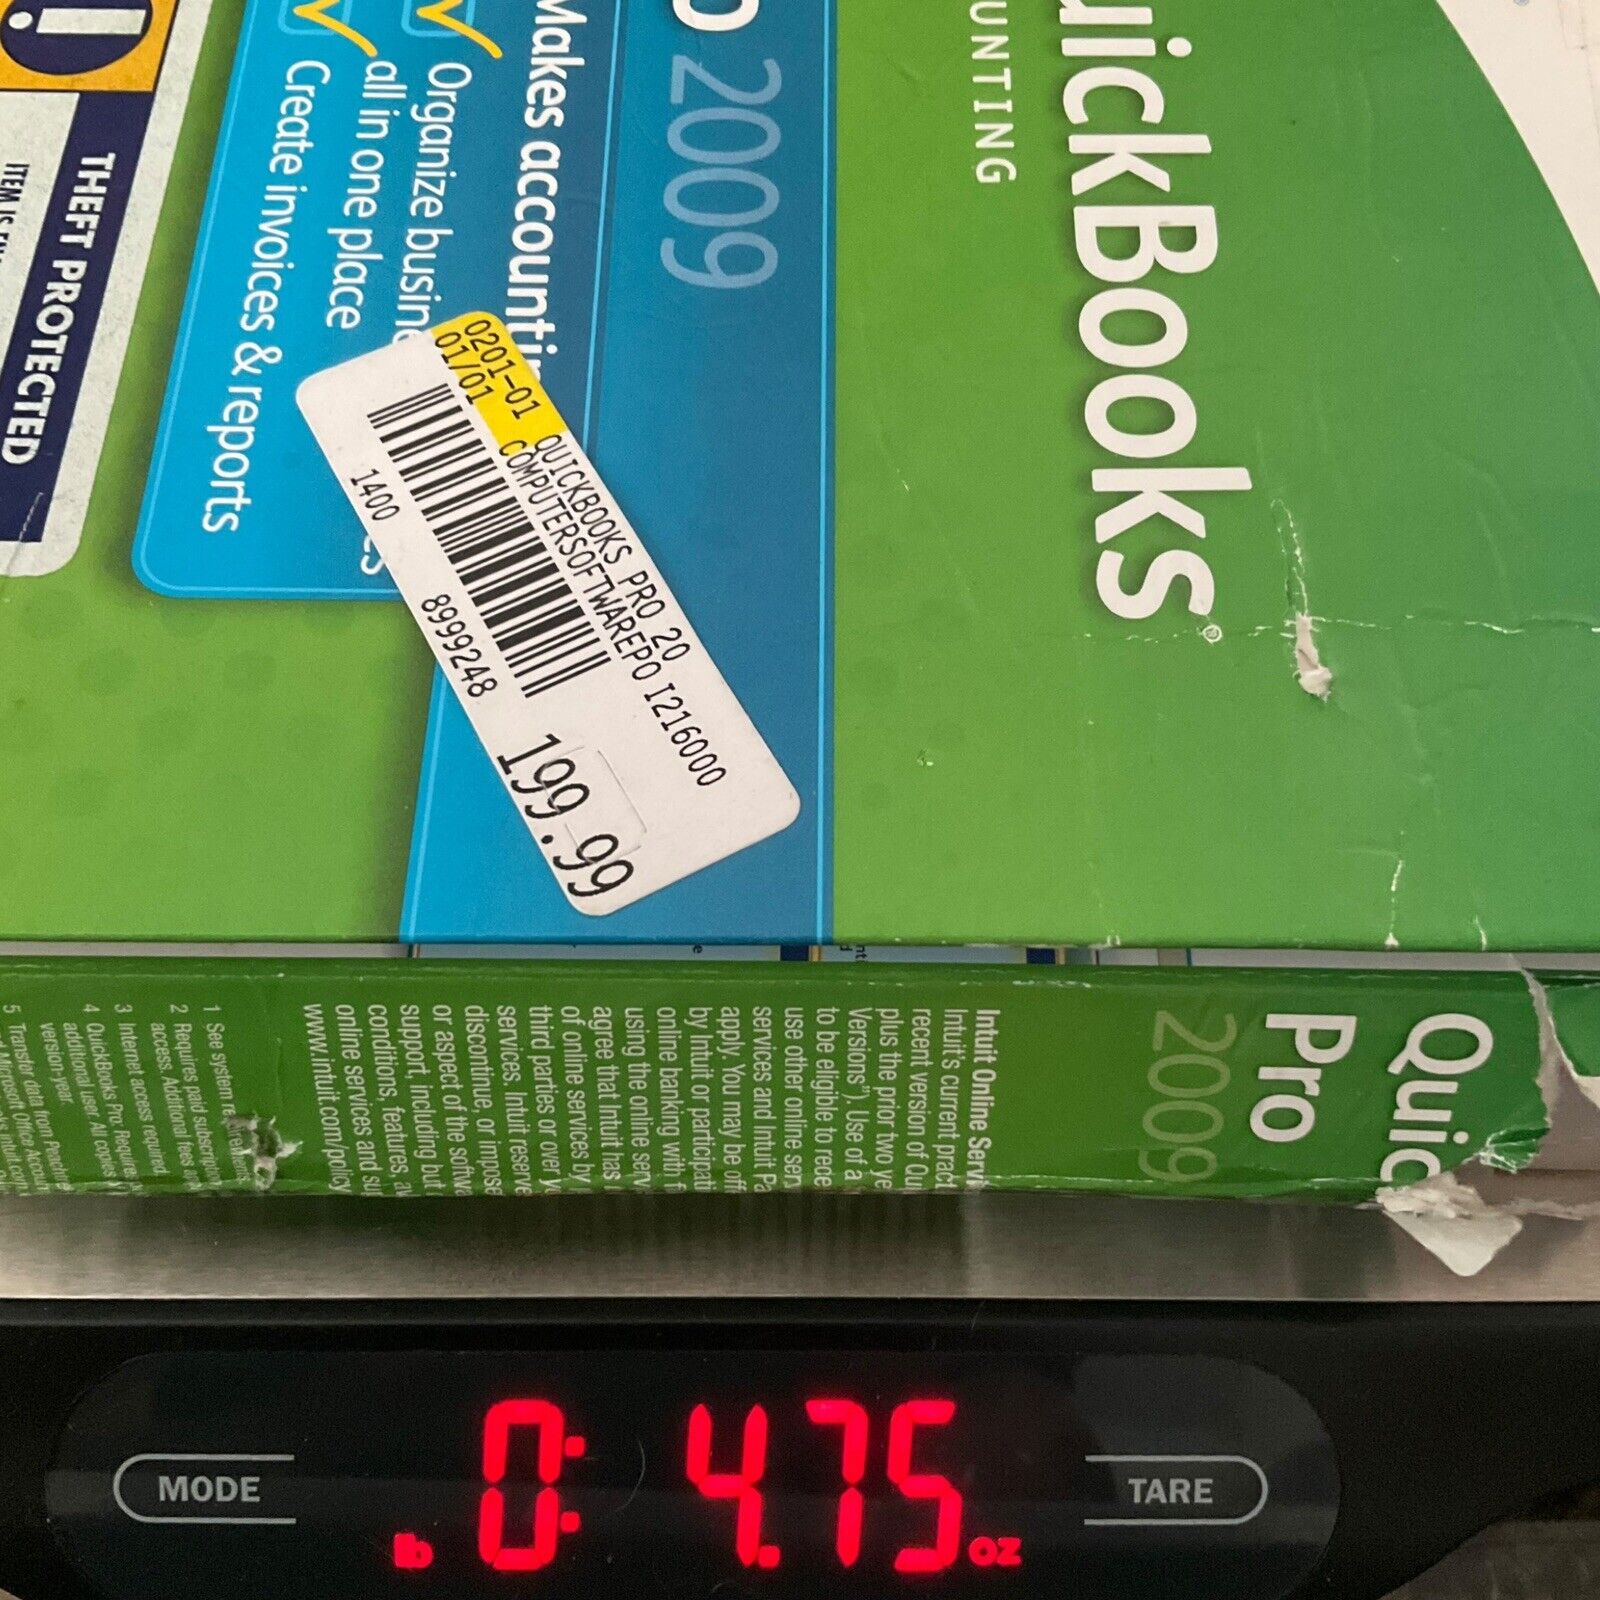 uickBooks
UNTING
2009
Makes accountin
Organize busine
all in one place
Create invoices & reports
THEFT PROTECTED
0201-01 QUICKBOOKS PRO 20
01/01 COMPUTERSOFTWAREPO I216000
1400
8999248
199.99
Quic
Pro
2009
Intuit Online Serv
Intuit's current pract
recent version of Qu
plus the prior two ye
Versions"). Use of a
to be eligible to rece
use other online ser
services and Intuit Pa
apply. You may be off
by Intuit or participati
online banking with f
using the online serv
agree that Intuit has
of online services by
third parties or over y
services. Intuit reserve
discontinue, or impose
or aspect of the softwa
support, including but
conditions, features av
online services and su
www.intuit.com/policy
1 See system
2 Requires paid subscription
access. Additional fees
3 Internet access required
4 QuickBooks Pro: Requires
additional user. All copies
version-year.
5 Transfer data from Peachtree
MODE
lb 0: 4.75 oz
TARE